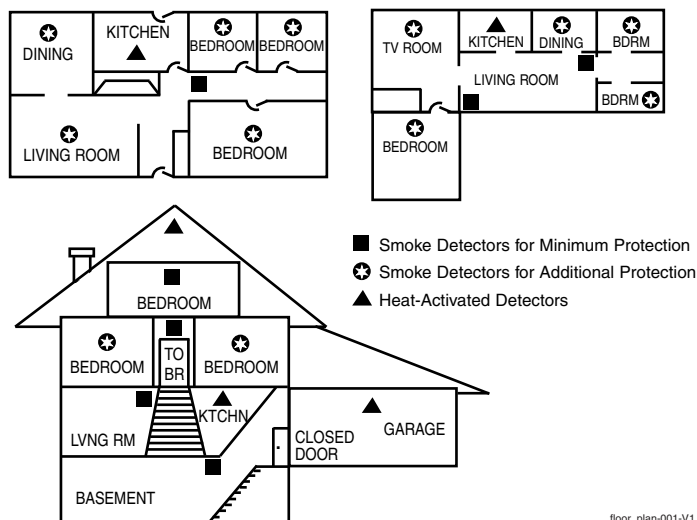 DINING
KITCHEN
BEDROOM
BEDROOM
LIVING ROOM
BEDROOM
TV ROOM
KITCHEN
DINING
BDRM
LIVING ROOM
BDRM
BEDROOM
Smoke Detectors for Minimum Protection
Smoke Detectors for Additional Protection
Heat-Activated Detectors
BEDROOM
BEDROOM
TO
BR
BEDROOM
LVNG RM
KTCHN
CLOSED
DOOR
GARAGE
BASEMENT
floor_plan-001-V1